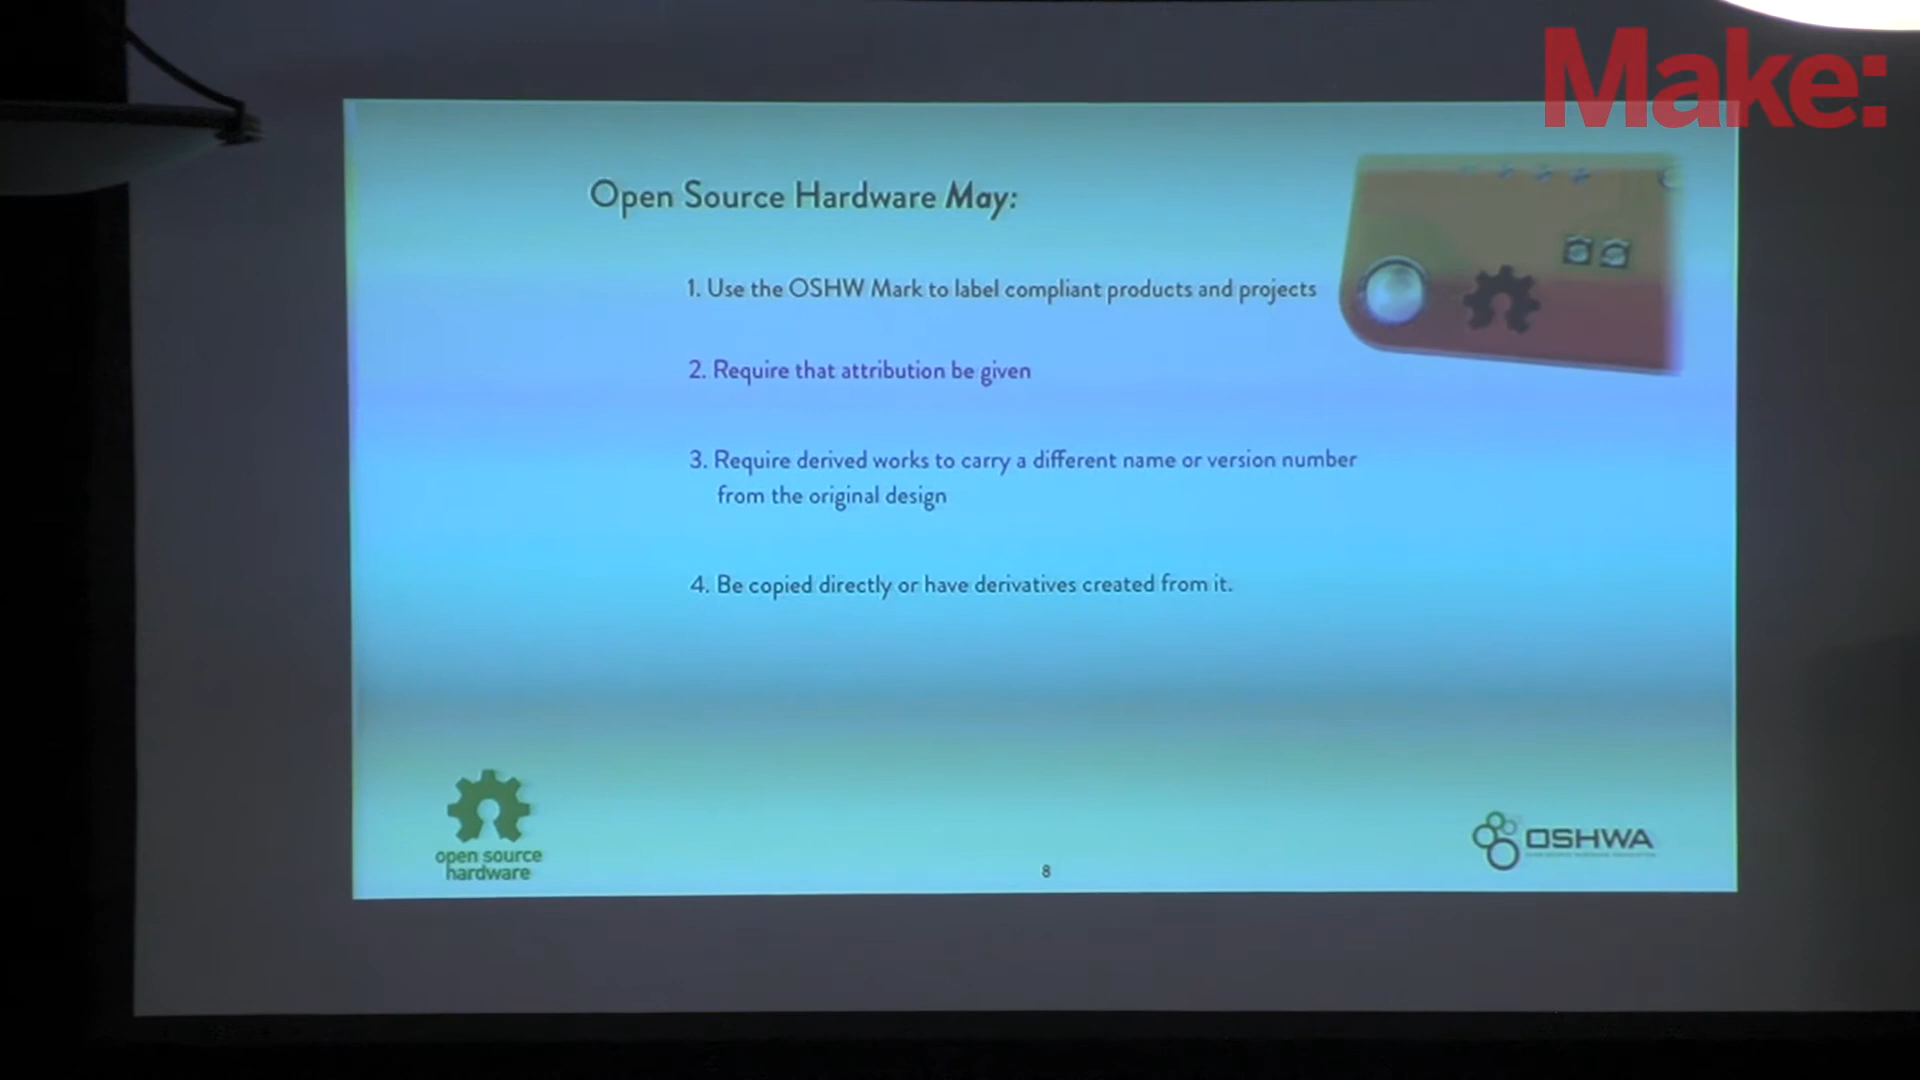 Make:
Open Source Hardware May:
1. Use the OSHW Mark to label compliant products and projects
2. Require that attribution be given
3. Require derived works to carry a different name or version number
from the original design
4. Be copied directly or have derivatives created from it.
open source
hardware
8
OSHWA